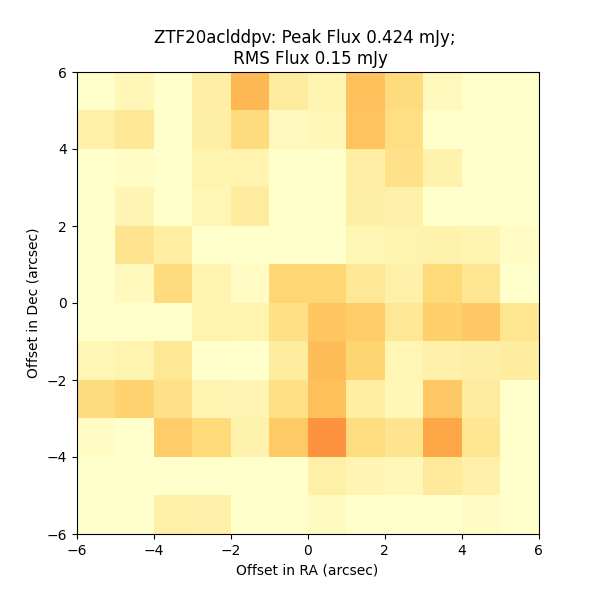 ZTF20aclddpv: Peak Flux 0.424 mJy;
RMS Flux 0.15 mJy
6
4
2
0
−2
−4
−6
Offset in Dec (arcsec)
−6 −4 −2 0 2 4 6
Offset in RA (arcsec)